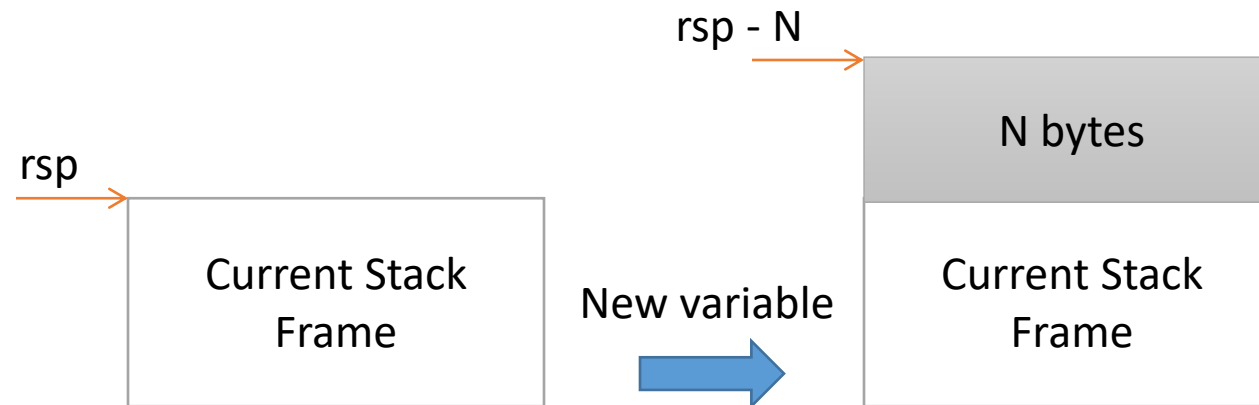 rsp
Current Stack
Frame
New variable
rsp - N
N bytes
Current Stack
Frame